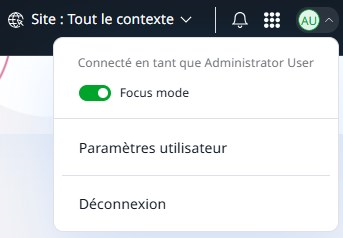 Site : Tout le contexte
AU
Connecté en tant que Administrator User
Focus mode
Paramètres utilisateur
Déconnexion